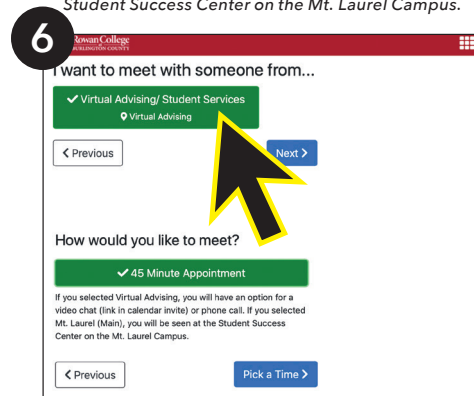 Student Success Center on the Mt. Laurel Campus.
6
Rowan College
BURLINGTON COUNTY
I want to meet with someone from...
✓ Virtual Advising/ Student Services
Virtual Advising
< Previous
Next >
How would you like to meet?
✓ 45 Minute Appointment
If you selected Virtual Advising, you will have an option for a
video chat (link in calendar invite) or phone call. If you selected
Mt. Laurel (Main), you will be seen at the Student Success
Center on the Mt. Laurel Campus.
< Previous
Pick a Time >